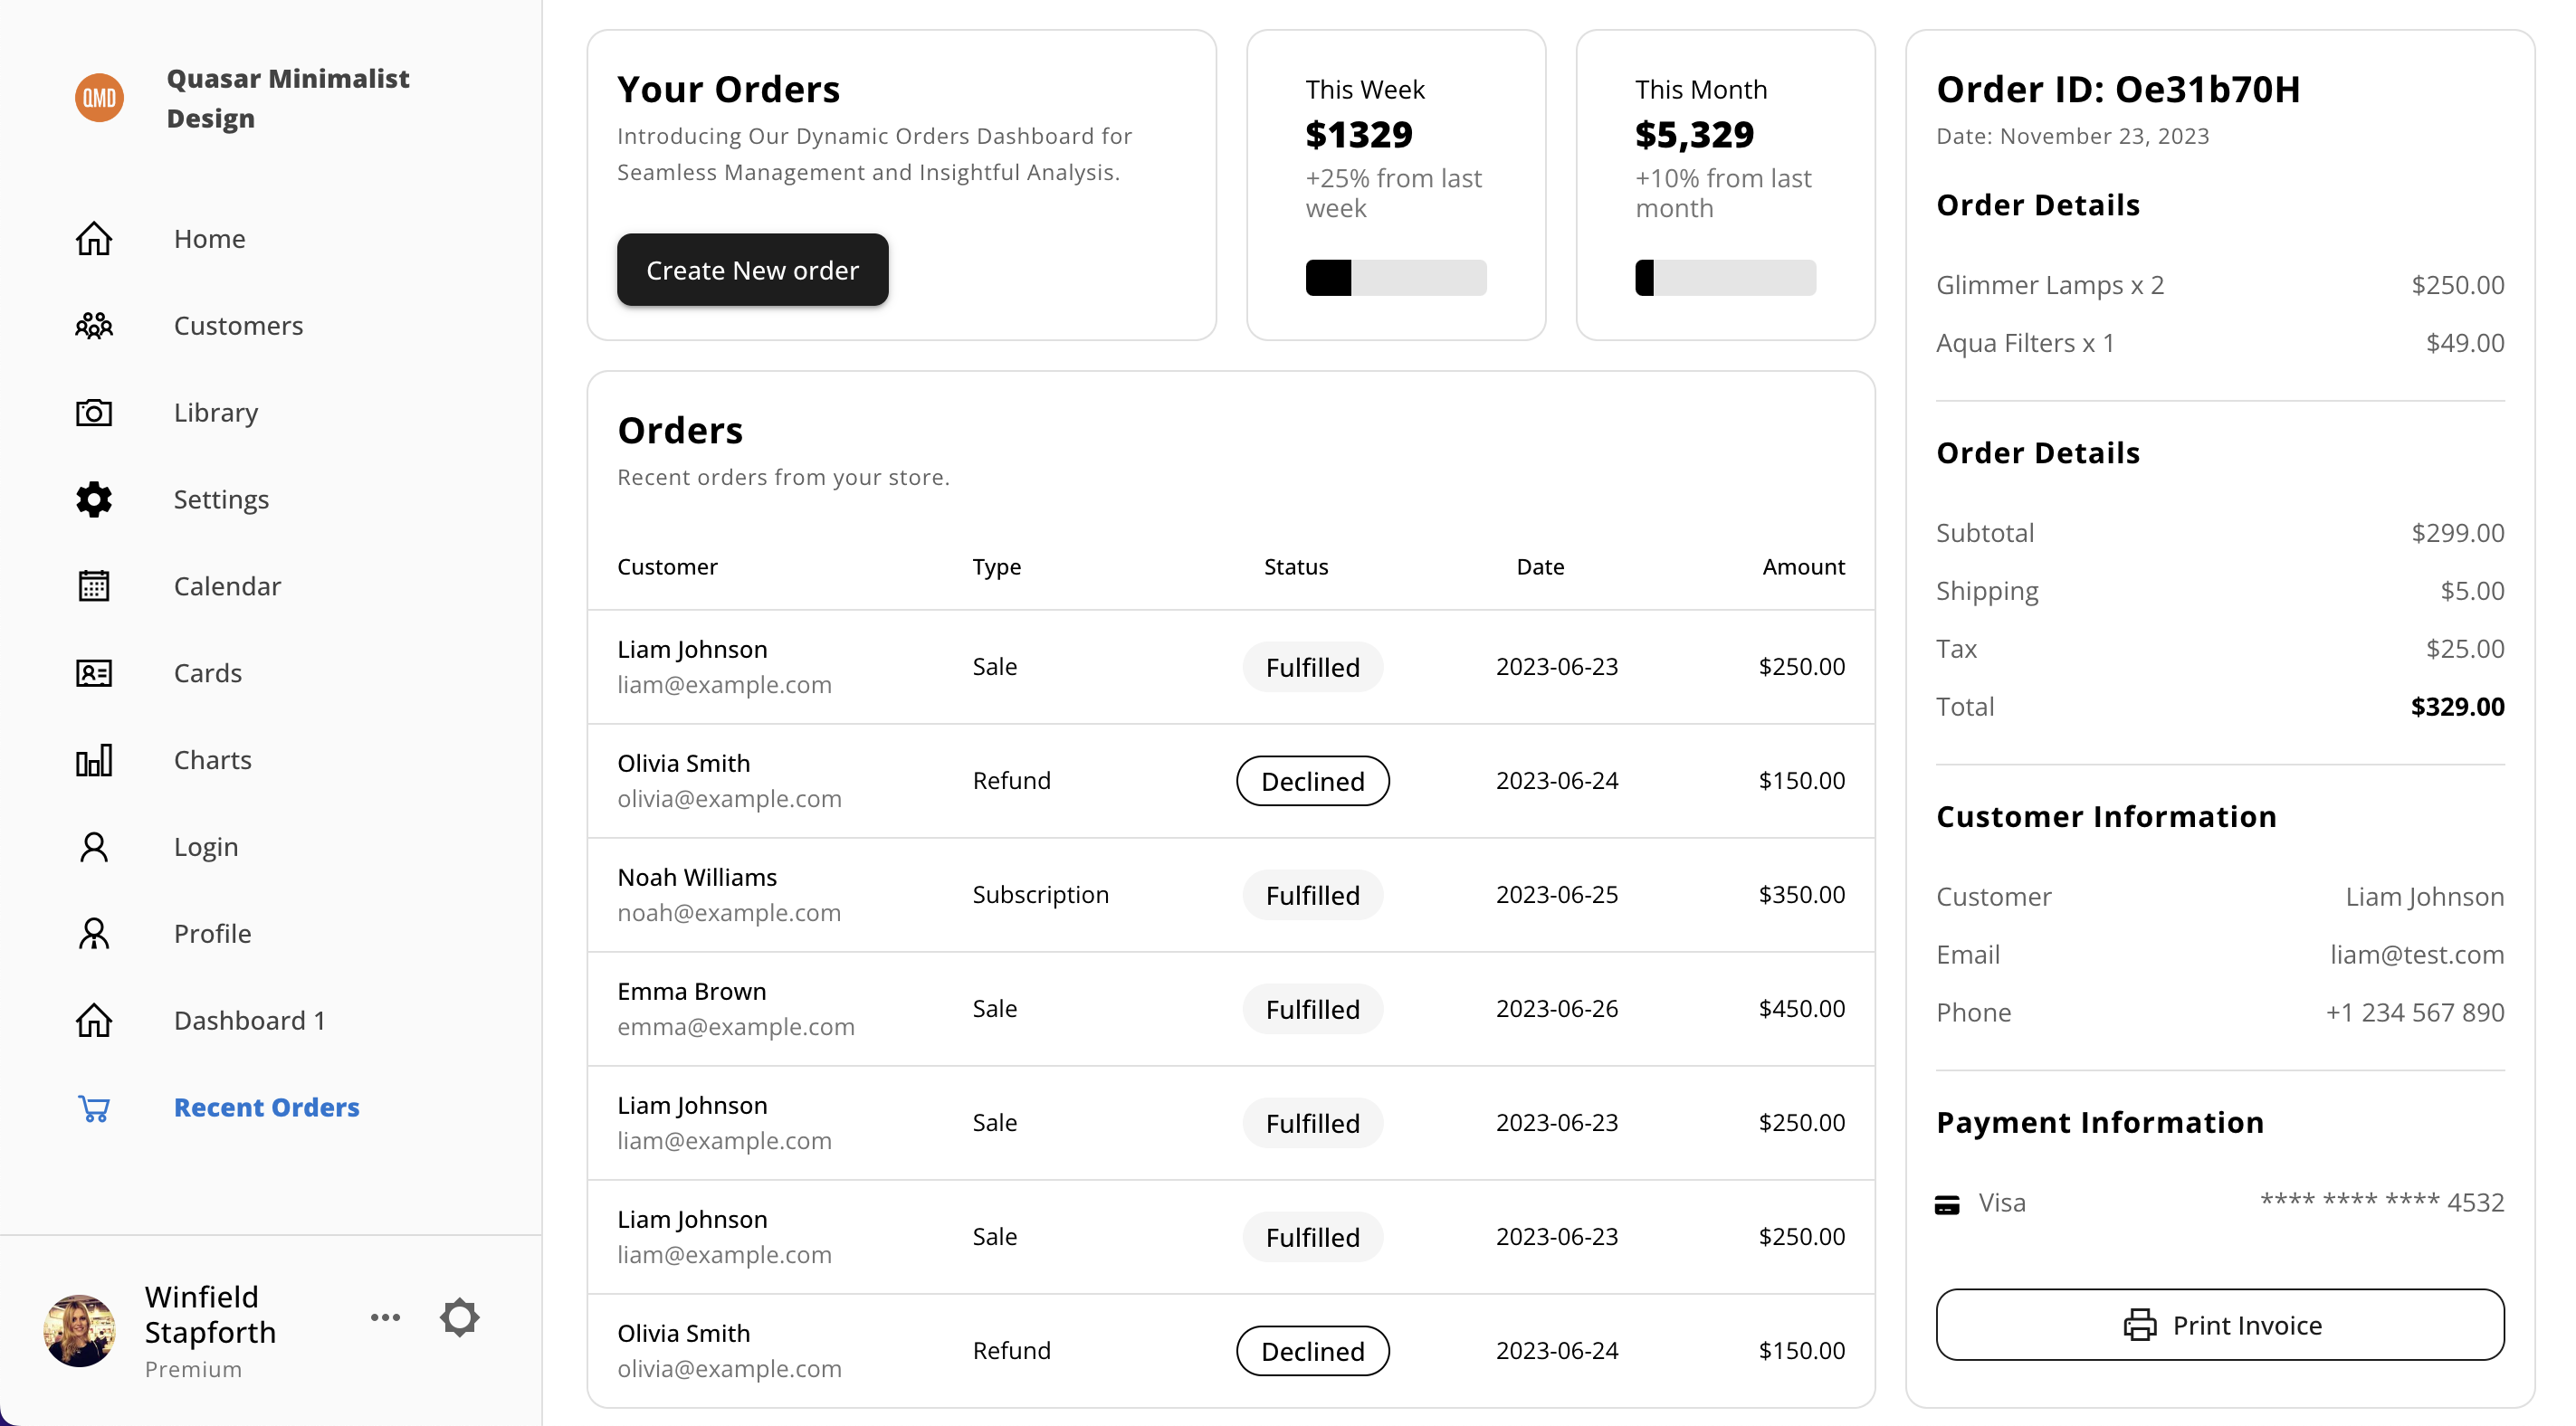 QMD
Quasar Minimalist
Design
Home
Customers
Library
Settings
Calendar
Cards
Charts
Login
Profile
Dashboard 1
Recent Orders
Winfield
Stapforth
Premium
Your Orders
Introducing Our Dynamic Orders Dashboard for
Seamless Management and Insightful Analysis.
Create New order
This Week
$1329
+25% from last
week
This Month
$5,329
+10% from last
month
Orders
Recent orders from your store.
Customer Type Status Date Amount
Liam Johnson
liam@example.com
Sale Fulfilled 2023-06-23 $250.00
Olivia Smith
olivia@example.com
Refund Declined 2023-06-24 $150.00
Noah Williams
noah@example.com
Subscription Fulfilled 2023-06-25 $350.00
Emma Brown
emma@example.com
Sale Fulfilled 2023-06-26 $450.00
Liam Johnson
liam@example.com
Sale Fulfilled 2023-06-23 $250.00
Liam Johnson
liam@example.com
Sale Fulfilled 2023-06-23 $250.00
Olivia Smith
olivia@example.com
Refund Declined 2023-06-24 $150.00
Order ID: Oe31b70H
Date: November 23, 2023
Order Details
Glimmer Lamps x 2 $250.00
Aqua Filters x 1 $49.00
Order Details
Subtotal $299.00
Shipping $5.00
Tax $25.00
Total $329.00
Customer Information
Customer Liam Johnson
Email liam@test.com
Phone +1 234 567 890
Payment Information
Visa **** **** **** 4532
Print Invoice